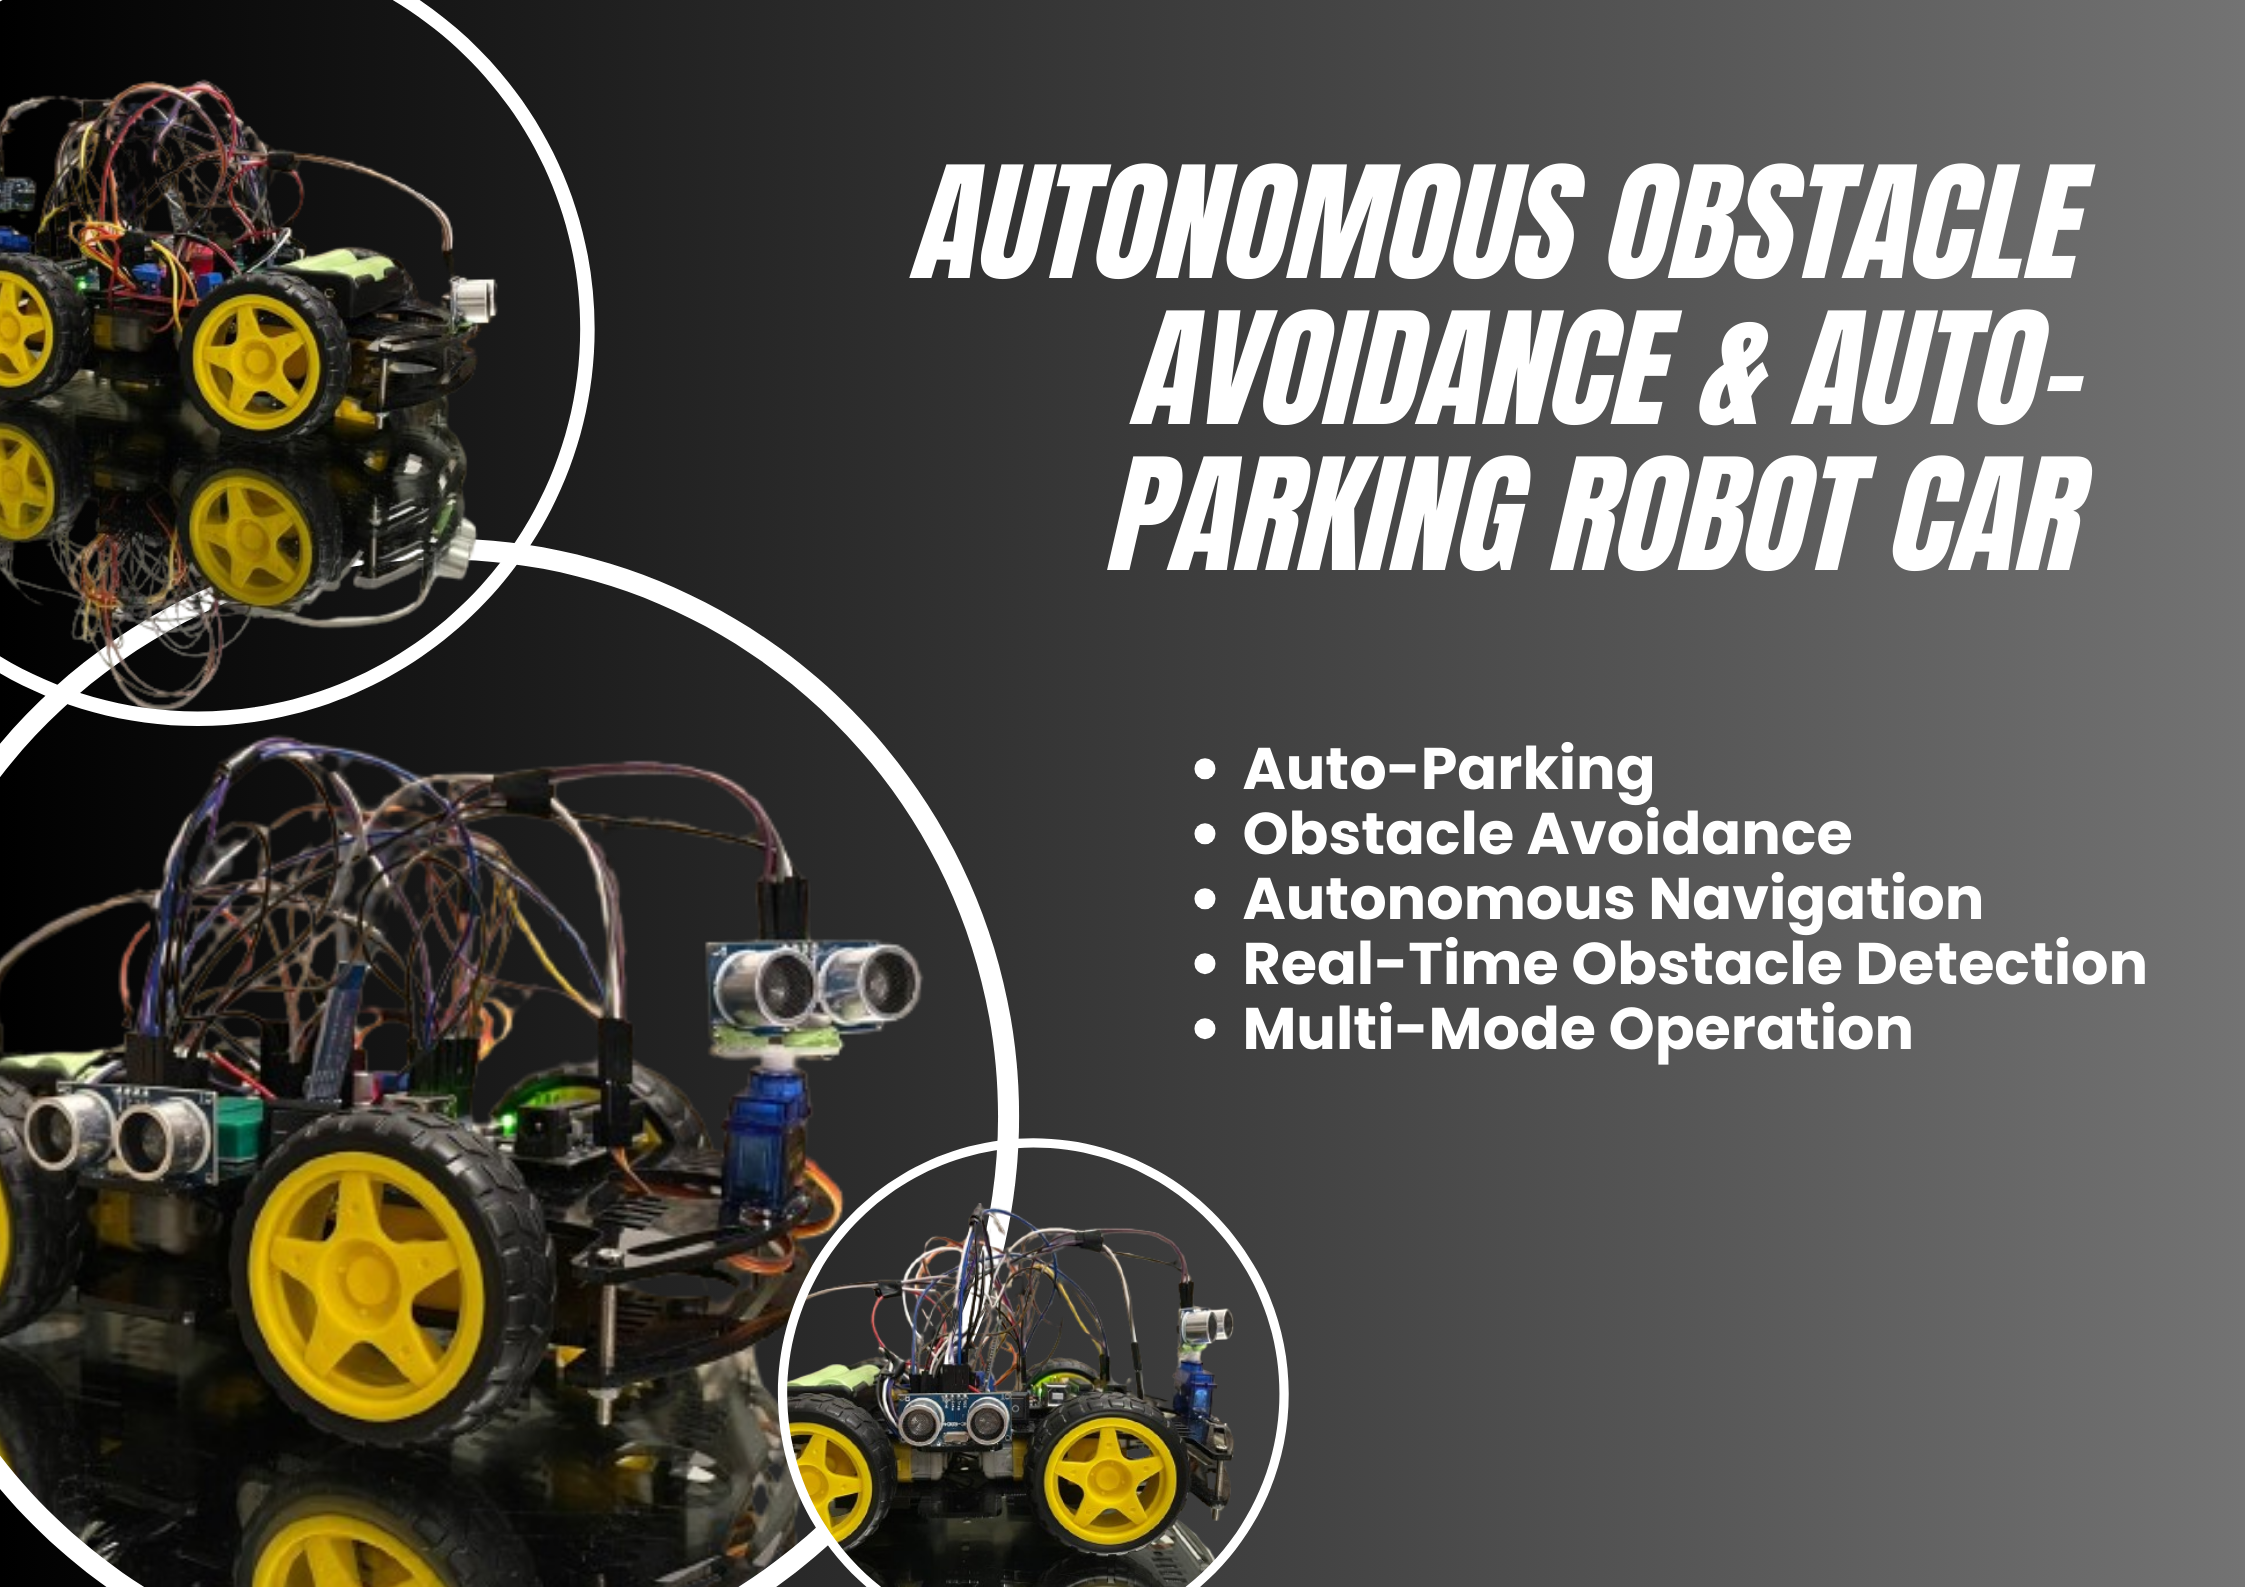 AUTONOMOUS OBSTACLE
AVOIDANCE & AUTO-
PARKING ROBOT CAR
• Auto-Parking
• Obstacle Avoidance
• Autonomous Navigation
• Real-Time Obstacle Detection
• Multi-Mode Operation